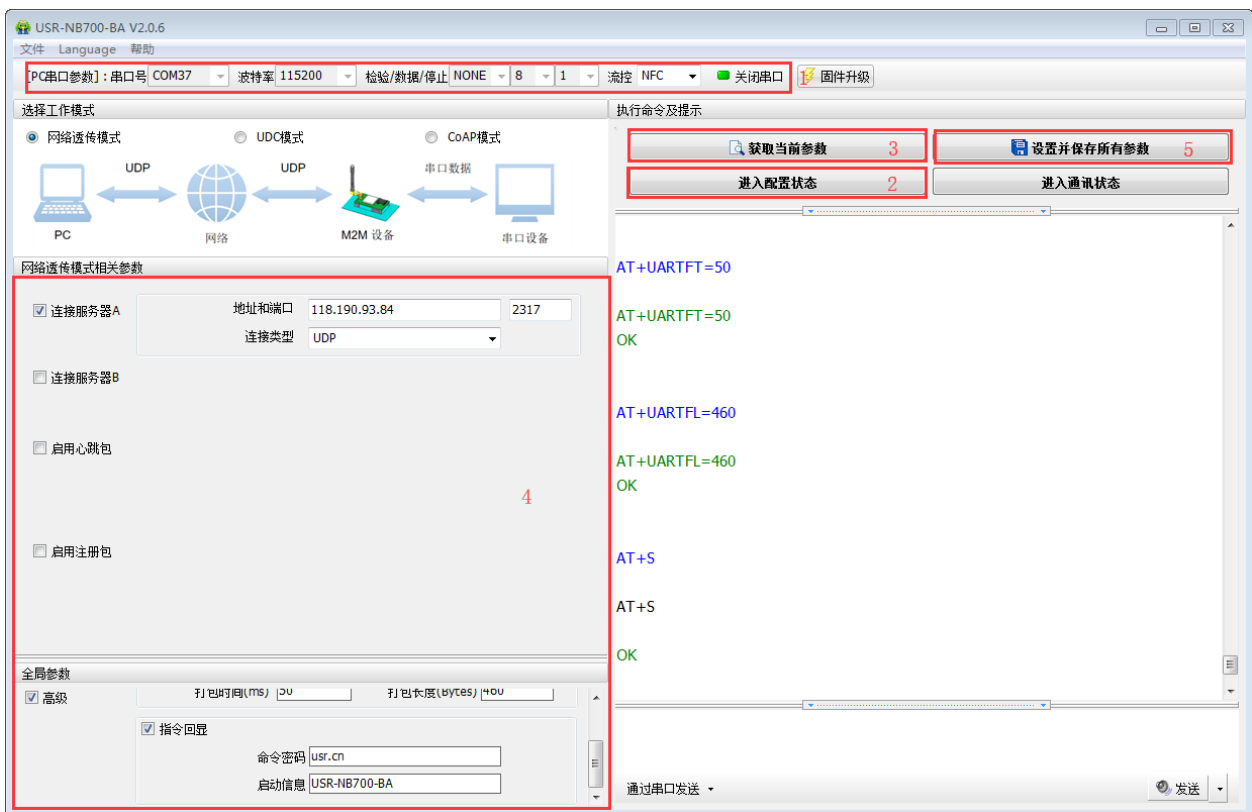 USR-NB700-BA V2.0.6
文件 Language 帮助
[PC串口参数]:串口号 COM37 波特率 115200 检验/数据/停止 NONE 8 1 流控 NFC 关闭串口 1 固件升级
选择工作模式
网络透传模式 UDC模式 CoAP模式
UDP UDP 串口数据
PC 网络 M2M 设备 串口设备
网络透传模式相关参数
连接服务器A 地址和端口 118.190.93.84 2317
连接类型 UDP
连接服务器B
启用心跳包
4
启用注册包
全局参数
高级 打包时间(ms) 50 打包长度(Bytes) 460
指令回显
命令密码 usr.cn
启动信息 USR-NB700-BA
执行命令及提示
获取当前参数 3 设置并保存所有参数 5
进入配置状态 2 进入通讯状态
AT+UARTFT=50
AT+UARTFT=50
OK
AT+UARTFL=460
AT+UARTFL=460
OK
AT+S
AT+S
OK
通过串口发送 发送